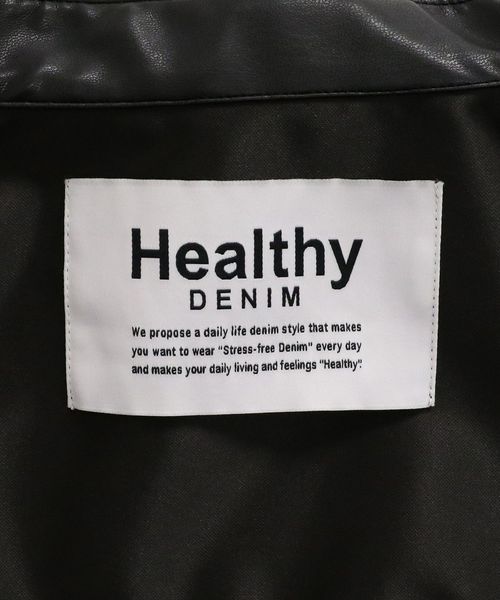 Healthy
DENIM
We propose a daily life denim style that makes
you want to wear "Stress-free Denim" every day
and makes your daily living and feelings "Healthy".